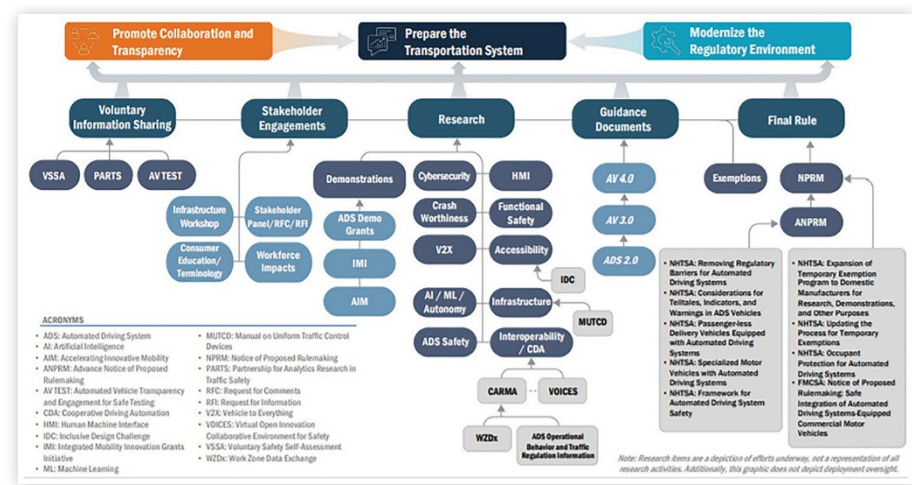 Promote Collaboration and
Transparency
Prepare the
Transportation System
Modernize the
Regulatory Environment
Voluntary
Information Sharing
Stakeholder
Engagements
Research
Guidance
Documents
Final Rule
VSSA
PARTS
AV TEST
Infrastructure
Workshop
Stakeholder
Panel/RFC/RFI
Consumer
Education/
Terminology
Workforce
Impacts
Demonstrations
ADS Demo
Grants
IMI
AIM
Cybersecurity
HMI
Crash
Worthiness
Functional
Safety
V2X
Accessibility
IDC
AI / ML /
Autonomy
Infrastructure
MUTCD
ADS Safety
Interoperability
/ CDA
CARMA
VOICES
WZDx
ADS Operational
Behavior and Traffic
Regulation Information
AV 4.0
AV 3.0
ADS 2.0
Exemptions
NPRM
ANPRM
• NHTSA: Removing Regulatory
Barriers for Automated
Driving Systems
• NHTSA: Considerations for
Telltales, Indicators, and
Warnings in ADS Vehicles
• NHTSA: Passenger-less
Delivery Vehicles Equipped
with Automated Driving
Systems
• NHTSA: Specialized Motor
Vehicles with Automated
Driving Systems
• NHTSA: Framework for
Automated Driving System
Safety
• NHTSA: Expansion of
Temporary Exemption
Program to Domestic
Manufacturers for
Research, Demonstrations,
and Other Purposes
• NHTSA: Updating the
Process for Temporary
Exemptions
• NHTSA: Occupant
Protection for Automated
Driving Systems
• FMCSA: Notice of Proposed
Rulemaking: Safe
Integration of Automated
Driving Systems-Equipped
Commercial Motor
Vehicles
ACRONYMS
• ADS: Automated Driving System
• AI: Artificial Intelligence
• AIM: Accelerating Innovative Mobility
• ANPRM: Advance Notice of Proposed
Rulemaking
• AV TEST: Automated Vehicle Transparency
and Engagement for Safe Testing
• CDA: Cooperative Driving Automation
• HMI: Human Machine Interface
• IDC: Inclusive Design Challenge
• IMI: Integrated Mobility Innovation Grants
Initiative
• ML: Machine Learning
• MUTCD: Manual on Uniform Traffic Control
Devices
• NPRM: Notice of Proposed Rulemaking
• PARTS: Partnership for Analytics Research in
Traffic Safety
• RFC: Request for Comments
• RFI: Request for Information
• V2X: Vehicle to Everything
• VOICES: Virtual Open Innovation
Collaborative Environment for Safety
• VSSA: Voluntary Safety Self-Assessment
• WZDx: Work Zone Data Exchange
Note: Research items are a depiction of efforts underway, not a representation of all
research activities. Additionally, this graphic does not depict deployment oversight.